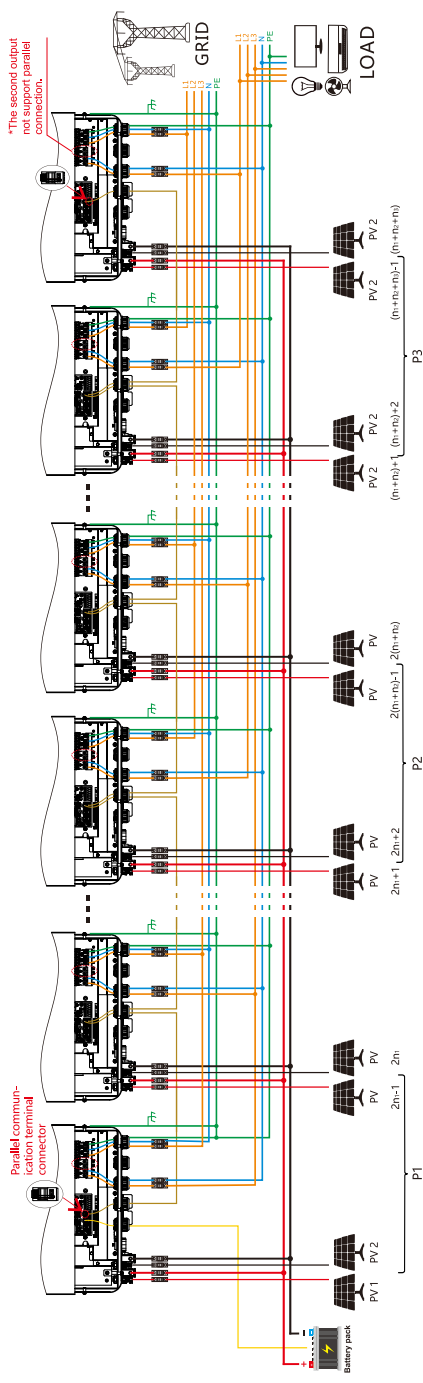 Parallel commun-
ication terminal
connector
*The second output
not support parallel
connection.
GRID
L1
L2
L3
N
PE
L1
L2
L3
N
PE
LOAD
+
-
Battery pack
PV 1
PV 2
PV
PV
PV
PV
PV
PV
PV 2
PV 2
PV 2
PV 2
2n₁-1
2n₁
2n₁+1
2n₁+2
2(n₁+n₂)-1
2(n₁+n₂)
(n₁+n₂)+1
(n₁+n₂)+2
(n₁+n₂+n₃)-1
(n₁+n₂+n₃)
P1
P2
P3